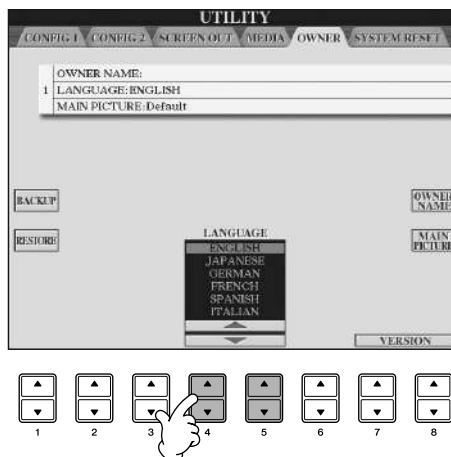 UTILITY
CONFIG 1 CONFIG 2 SCREEN OUT MEDIA OWNER SYSTEM RESET
OWNER NAME:
1 LANGUAGE:ENGLISH
MAIN PICTURE:Default
BACKUP
OWNER
NAME
RESTORE
MAIN
PICTURE
LANGUAGE
ENGLISH
JAPANESE
GERMAN
FRENCH
SPANISH
ITALIAN
VERSION
1 2 3 4 5 6 7 8